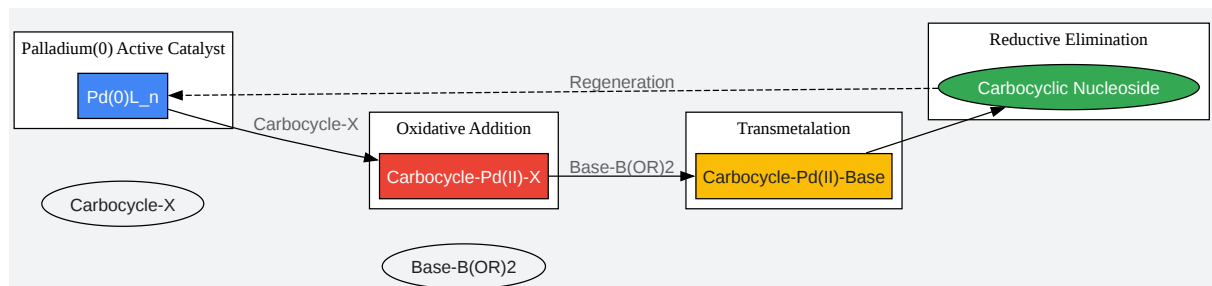 Palladium(0) Active Catalyst
Pd(0)L_n
Carbocycle-X
Carbocycle-X
Oxidative Addition
Carbocycle-Pd(II)-X
Base-B(OR)2
Base-B(OR)2
Transmetalation
Carbocycle-Pd(II)-Base
Regeneration
Reductive Elimination
Carbocyclic Nucleoside